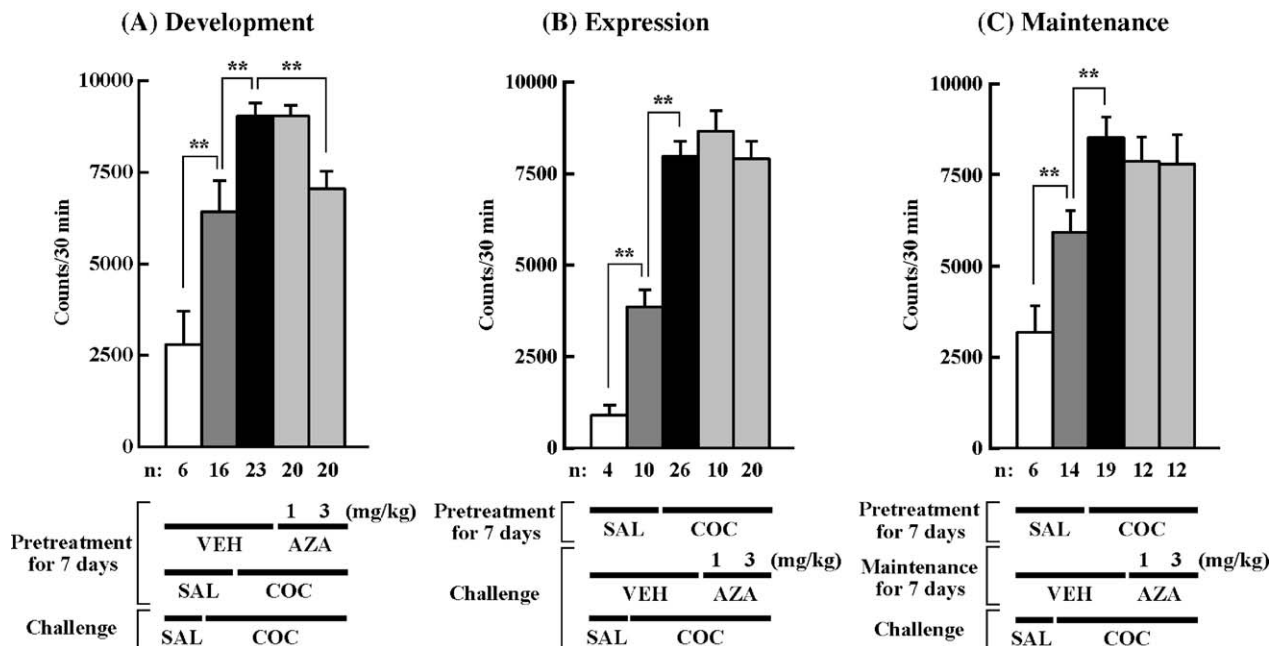 (A) Development
**
**
**
10000
7500
5000
2500
0
Counts/30 min
n: 6 16 23 20 20
1 3 (mg/kg)
Pretreatment
for 7 days
VEH AZA
SAL COC
Challenge
SAL COC
(B) Expression
**
**
10000
7500
5000
2500
0
Counts/30 min
n: 4 10 26 10 20
Pretreatment
for 7 days
SAL COC
1 3 (mg/kg)
Challenge
VEH AZA
SAL COC
(C) Maintenance
**
**
10000
7500
5000
2500
0
Counts/30 min
n: 6 14 19 12 12
Pretreatment
for 7 days
SAL COC
1 3 (mg/kg)
Maintenance
for 7 days
VEH AZA
Challenge
SAL COC